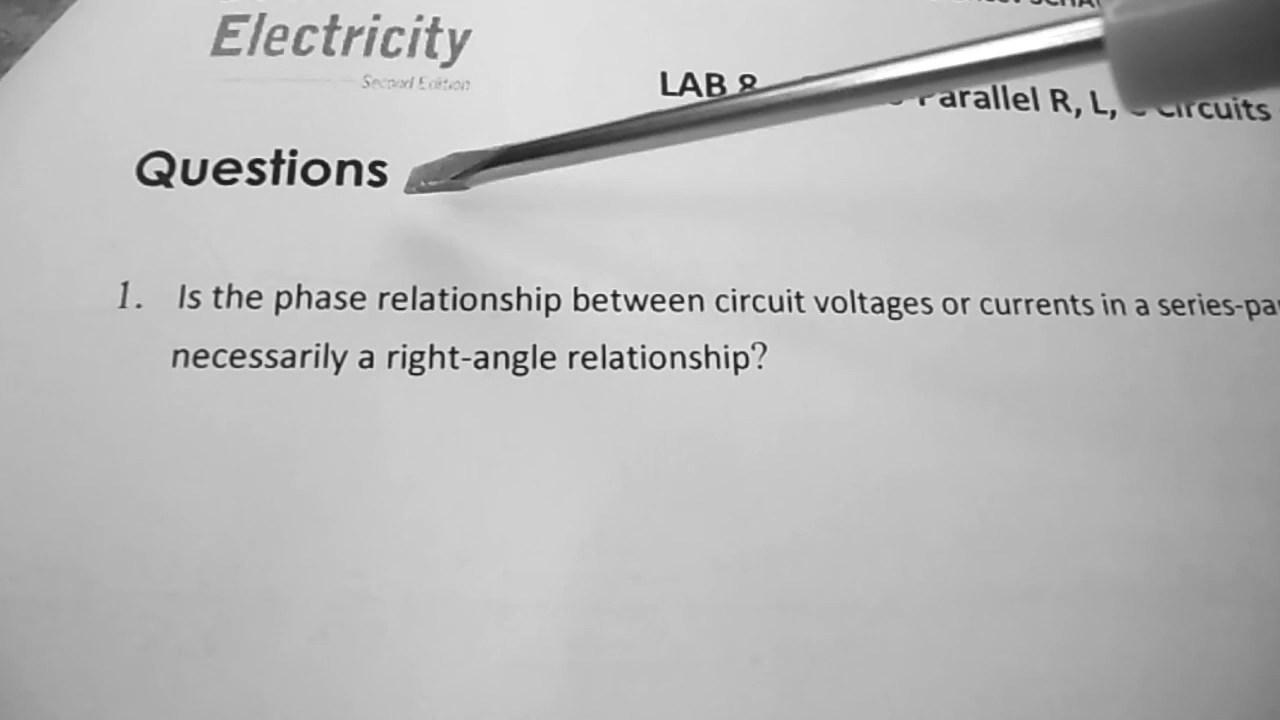 Electricity
Second Edition
LAB 8
Parallel R, L, Circuits
Questions
1. Is the phase relationship between circuit voltages or currents in a series-pa
necessarily a right-angle relationship?